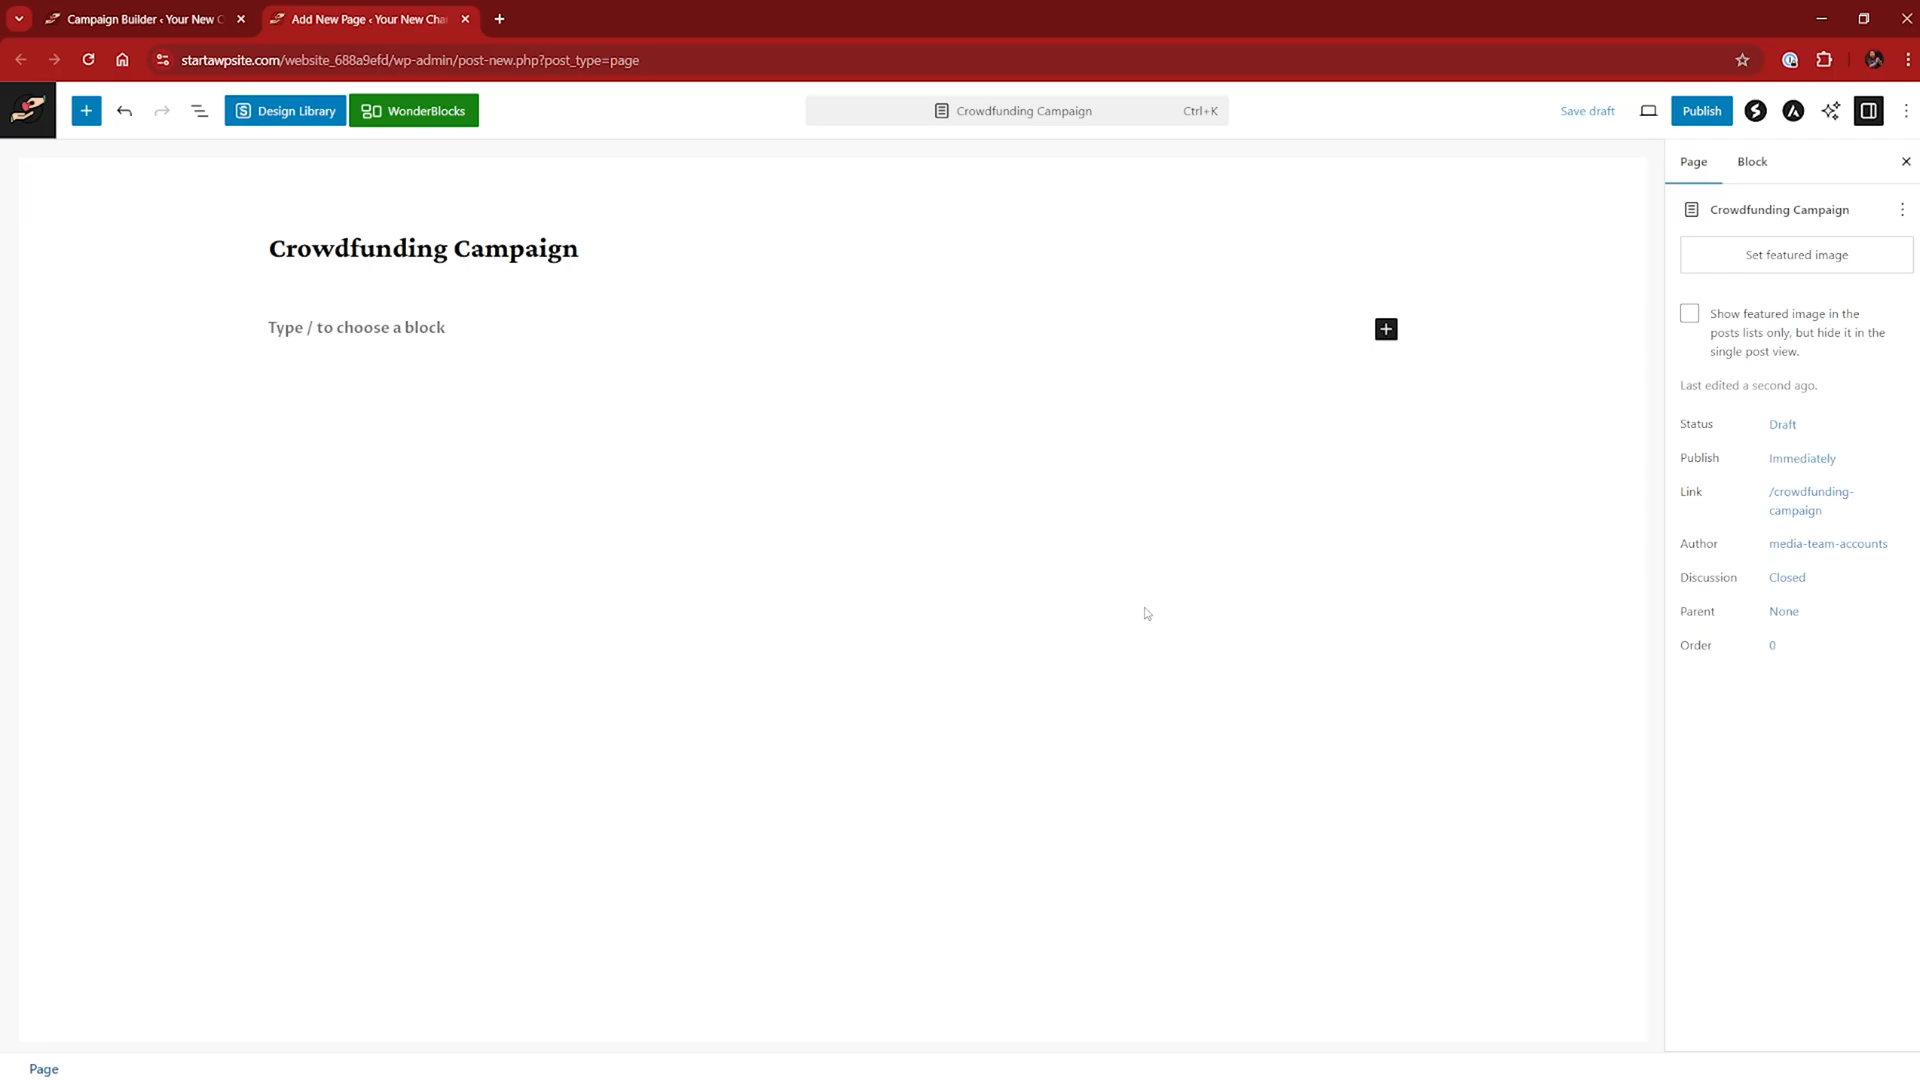 Campaign Builder ‹ Your New C
Add New Page ‹ Your New Cha
startawpsite.com/website_688a9efd/wp-admin/post-new.php?post_type=page
Design Library
WonderBlocks
Crowdfunding Campaign
Ctrl+K
Save draft
Publish
Page
Block
Crowdfunding Campaign
Set featured image
Show featured image in the
posts lists only, but hide it in the
single post view.
Last edited a second ago.
Status
Draft
Publish
Immediately
Link
/crowdfunding-
campaign
Author
media-team-accounts
Discussion
Closed
Parent
None
Order
0
Crowdfunding Campaign
Type / to choose a block
Page